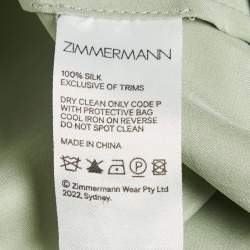 ZIMMERMANN
100% SILK
EXCLUSIVE OF TRIMS
DRY CLEAN ONLY CODE P
WITH PROTECTIVE BAG
COOL IRON ON REVERSE
DO NOT SPOT CLEAN
MADE IN CHINA
© Zimmermann Wear Pty Ltd
2022, Sydney.